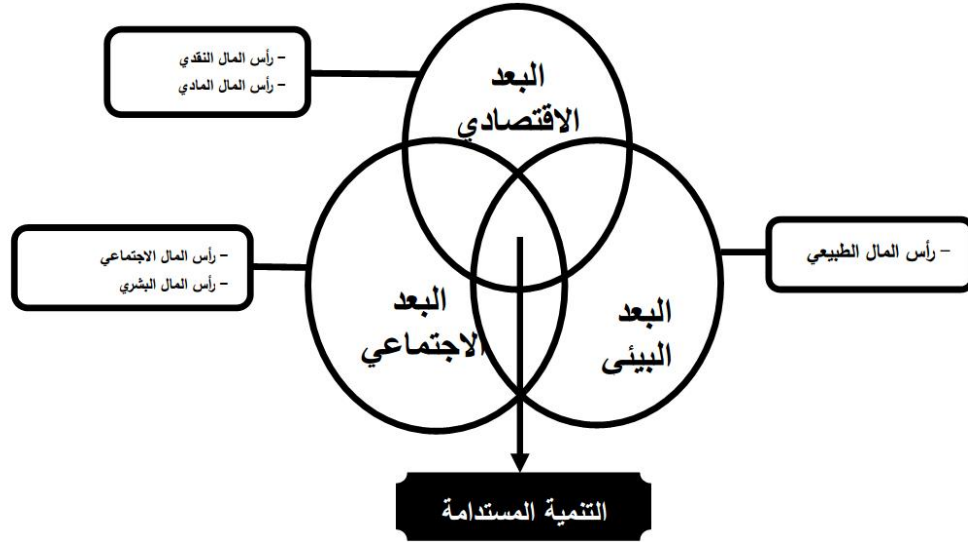 البعد
الاقتصادي
- رأس المال النقدي
- رأس المال المادي
- رأس المال الطبيعي
- رأس المال الاجتماعي
- رأس المال البشري
البعد
البيئى
البعد
الاجتماعي
التنمية المستدامة